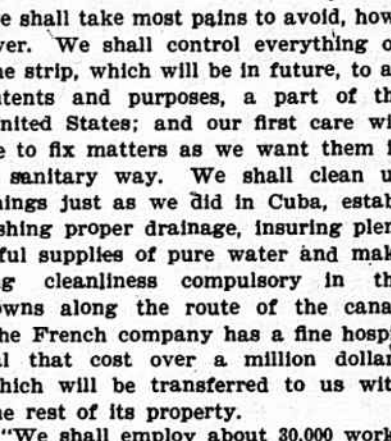 e shall take most pains to avoid, how
ver. We shall control everything o
ne strip, which will be in future, to a
tents and purposes, a part of th
nited States; and our first care wi
e to fix matters as we want them i
sanitary way. We shall clean u
ings just as we did in Cuba, estab
shing proper drainage, insuring plen
ful supplies of pure water and mak
g cleanliness compulsory in th
owns along the route of the cana
he French company has a fine hospi
al that cost over a million dollar
hich will be transferred to us wit
he rest of its property.
"We shall employ about 30,000 work